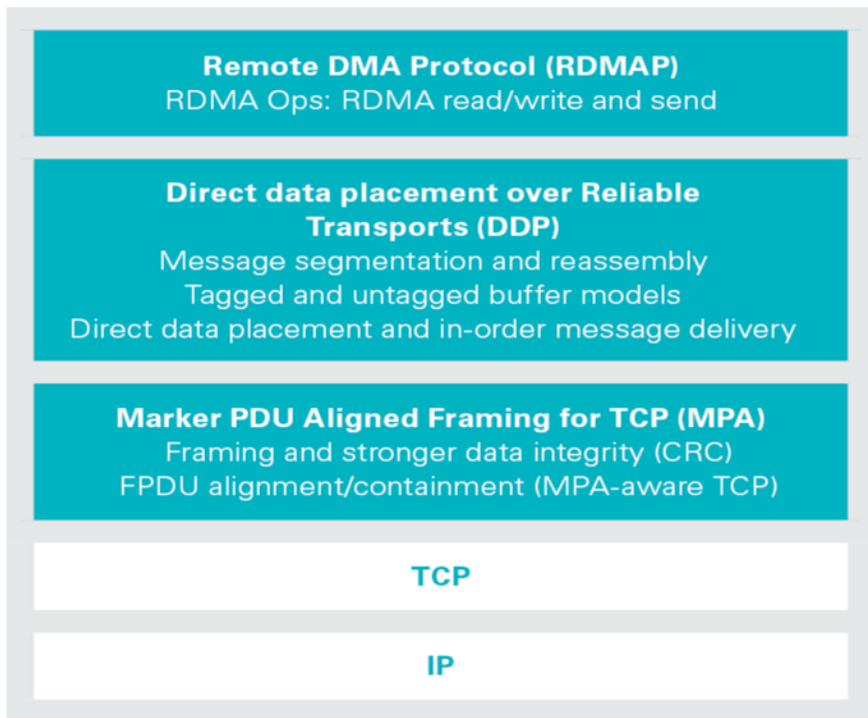 Remote DMA Protocol (RDMAP)
RDMA Ops: RDMA read/write and send
Direct data placement over Reliable
Transports (DDP)
Message segmentation and reassembly
Tagged and untagged buffer models
Direct data placement and in-order message delivery
Marker PDU Aligned Framing for TCP (MPA)
Framing and stronger data integrity (CRC)
FPDU alignment/containment (MPA-aware TCP)
TCP
IP